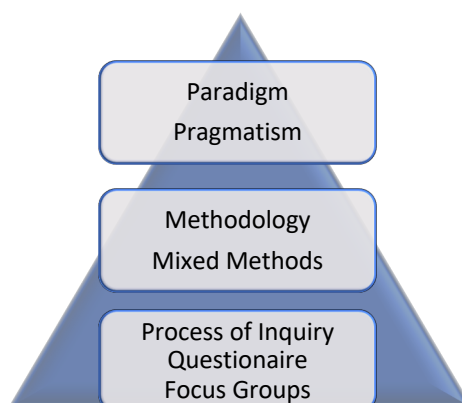 Paradigm
Pragmatism
Methodology
Mixed Methods
Process of Inquiry
Questionaire
Focus Groups